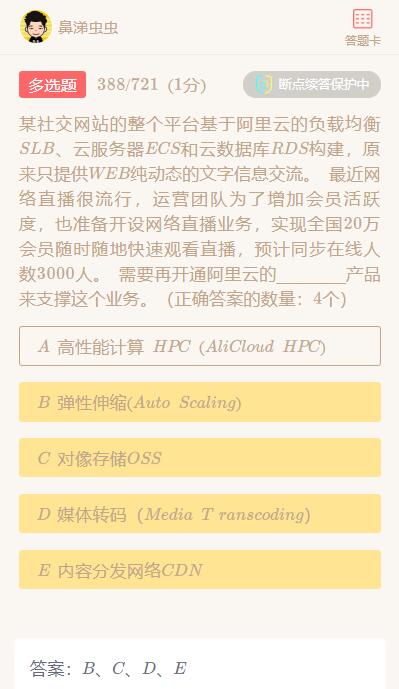 鼻涕虫虫
答题卡
多选题 388/721 (1分) 断点续答保护中
某社交网站的整个平台基于阿里云的负载均衡
SLB、云服务器ECS和云数据库RDS构建，原
来只提供WEB纯动态的文字信息交流。 最近网
络直播很流行，运营团队为了增加会员活跃
度，也准备开设网络直播业务，实现全国20万
会员随时随地快速观看直播，预计同步在线人
数3000人。 需要再开通阿里云的________产品
来支撑这个业务。（正确答案的数量：4个）
A 高性能计算 HPC（AliCloud HPC）
B 弹性伸缩(Auto Scaling)
C 对像存储OSS
D 媒体转码（Media T ranscoding）
E 内容分发网络CDN
答案：B、C、D、E